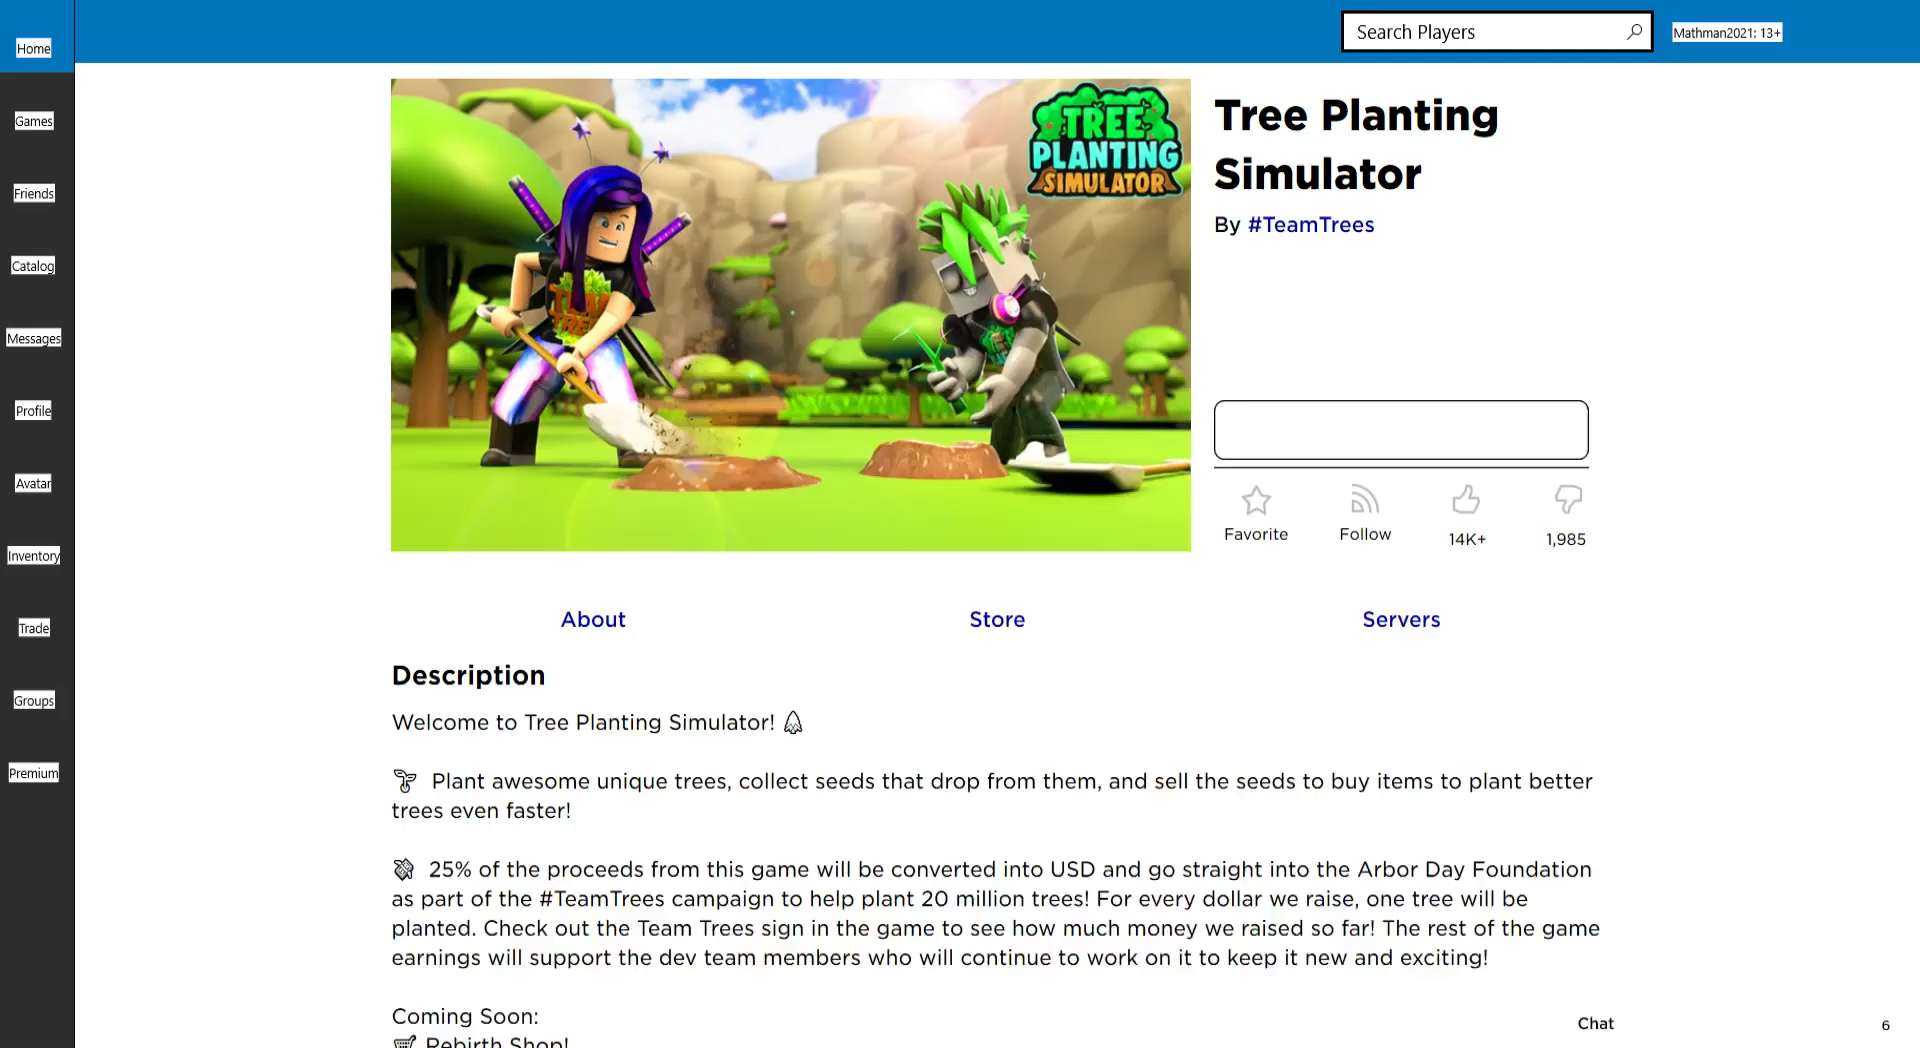 Home
Games
Friends
Catalog
Messages
Profile
Avatar
Inventory
Trade
Groups
Premium
Search Players
Mathman2021: 13+
TREE
PLANTING
SIMULATOR
Tree Planting
Simulator
By #TeamTrees
Favorite
Follow
14K+
1,985
About
Store
Servers
Description
Welcome to Tree Planting Simulator!
Plant awesome unique trees, collect seeds that drop from them, and sell the seeds to buy items to plant better
trees even faster!
25% of the proceeds from this game will be converted into USD and go straight into the Arbor Day Foundation
as part of the #TeamTrees campaign to help plant 20 million trees! For every dollar we raise, one tree will be
planted. Check out the Team Trees sign in the game to see how much money we raised so far! The rest of the game
earnings will support the dev team members who will continue to work on it to keep it new and exciting!
Coming Soon:
Rebirth Shop!
Chat
6